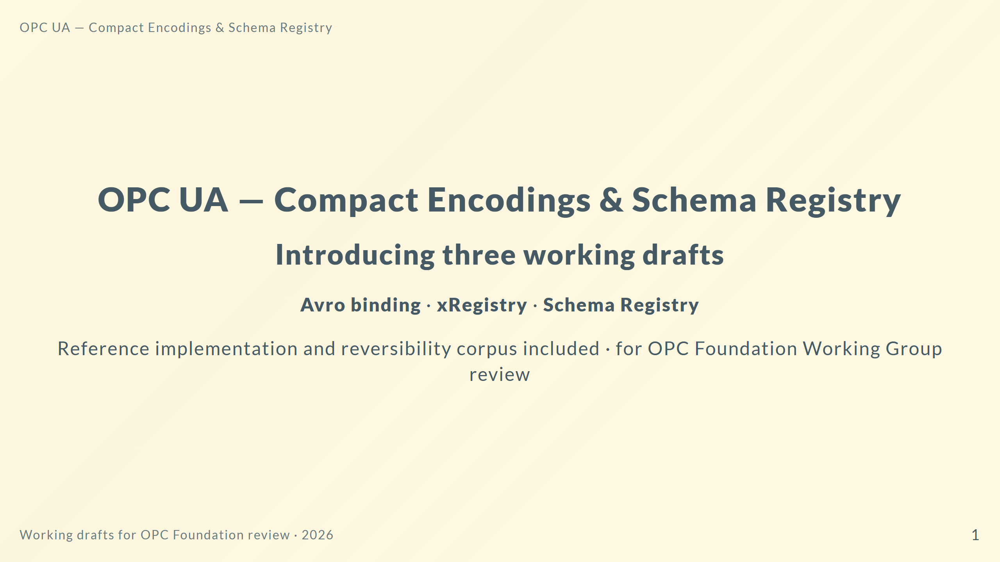 OPC UA — Compact Encodings & Schema Registry
OPC UA — Compact Encodings & Schema Registry
Introducing three working drafts
Avro binding · xRegistry · Schema Registry
Reference implementation and reversibility corpus included · for OPC Foundation Working Group
review
Working drafts for OPC Foundation review · 2026
1